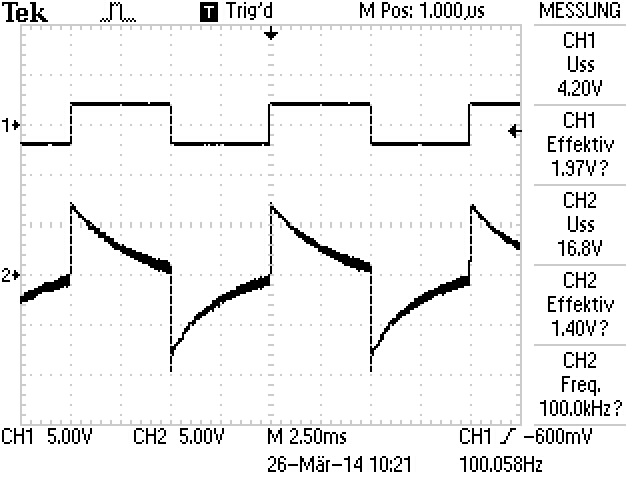 Tek T Trig'd M Pos: 1.000µs MESSUNG
CH1
Uss
4.20V
CH1
Effektiv
1.97V?
CH2
Uss
16.8V
CH2
Effektiv
1.40V?
CH2
Freq.
100.0kHz?
1
2
CH1 5.00V CH2 5.00V M 2.50ms CH1 -600mV
26-Mär-14 10:21 100.058Hz